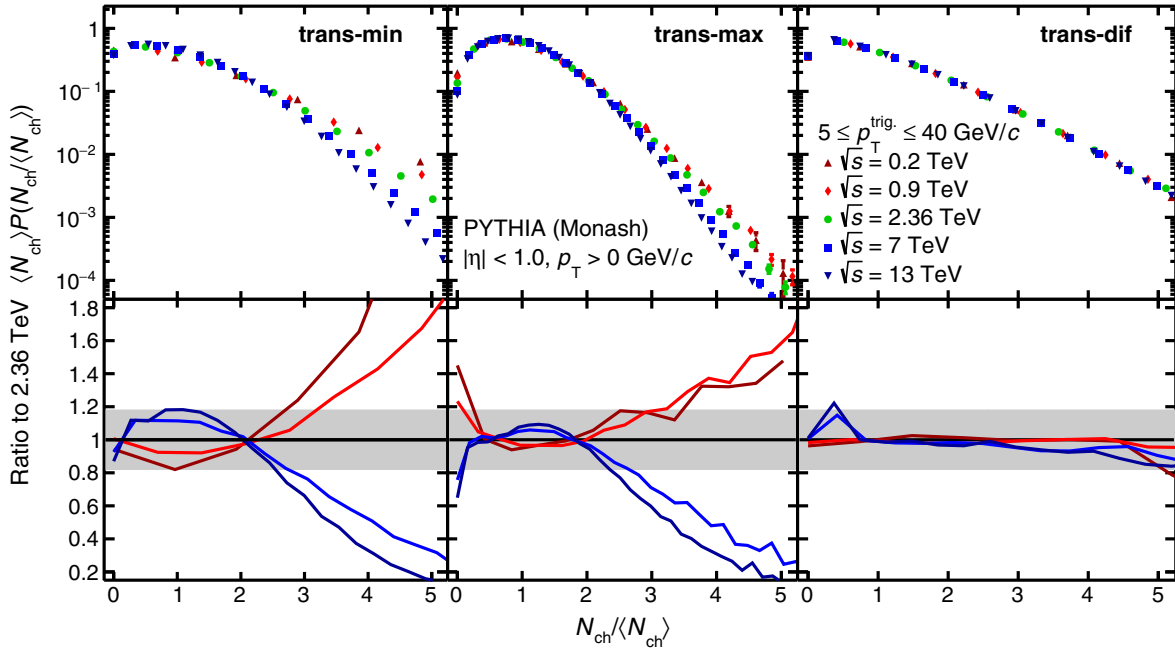 trans-min
trans-max
trans-dif
⟨N_ch⟩P(N_ch/⟨N_ch⟩)
1
10⁻¹
10⁻²
10⁻³
10⁻⁴
PYTHIA (Monash)
|η| < 1.0, p_T > 0 GeV/c
5 ≤ p_T^trig. ≤ 40 GeV/c
√s = 0.2 TeV
√s = 0.9 TeV
√s = 2.36 TeV
√s = 7 TeV
√s = 13 TeV
Ratio to 2.36 TeV
1.8
1.6
1.4
1.2
1
0.8
0.6
0.4
0.2
0 1 2 3 4 5
0 1 2 3 4 5
0 1 2 3 4 5
N_ch/⟨N_ch⟩